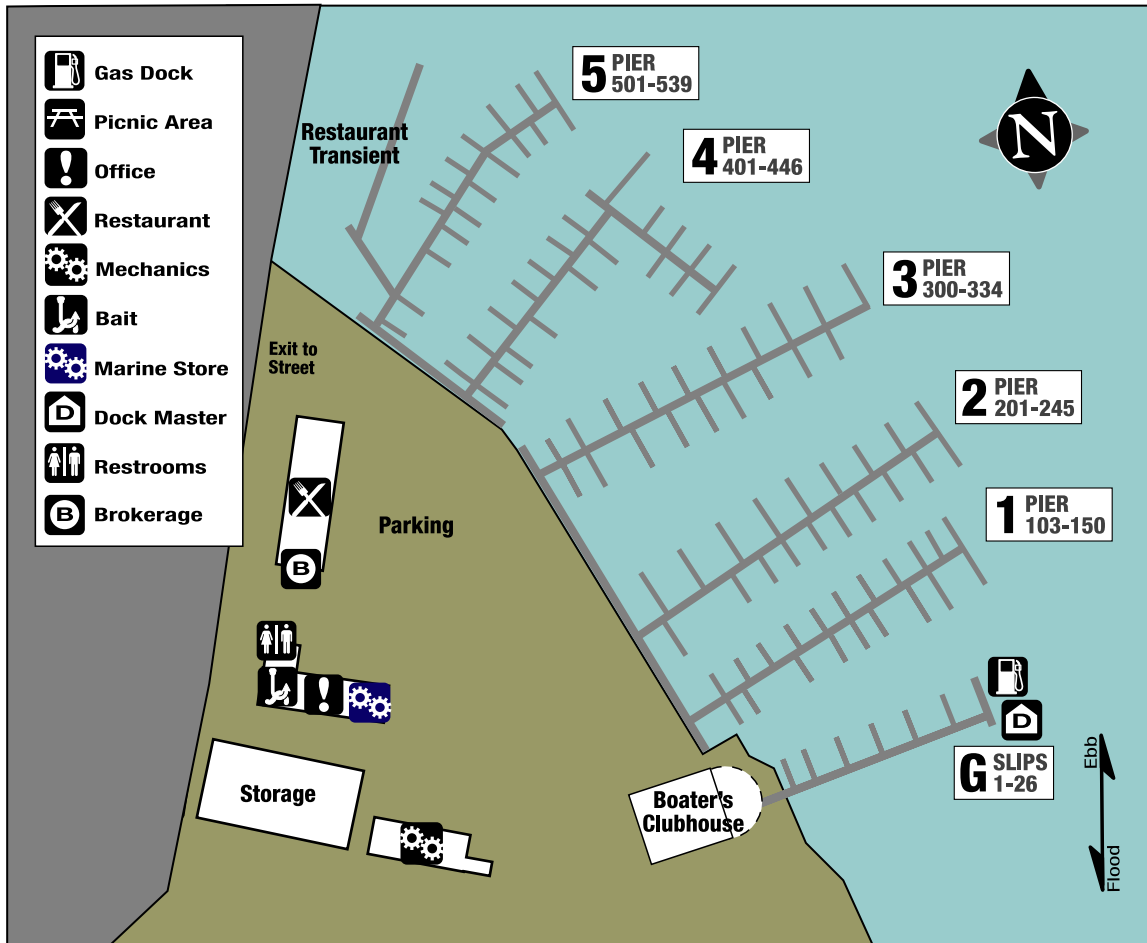 Gas Dock
Picnic Area
Office
Restaurant
Mechanics
Bait
Marine Store
D
Dock Master
Restrooms
B
Brokerage
Restaurant
Transient
5 PIER
501-539
4 PIER
401-446
N
3 PIER
300-334
2 PIER
201-245
1 PIER
103-150
Exit to
Street
Parking
B
D
G SLIPS
1-26
Ebb
Flood
Storage
Boater's
Clubhouse